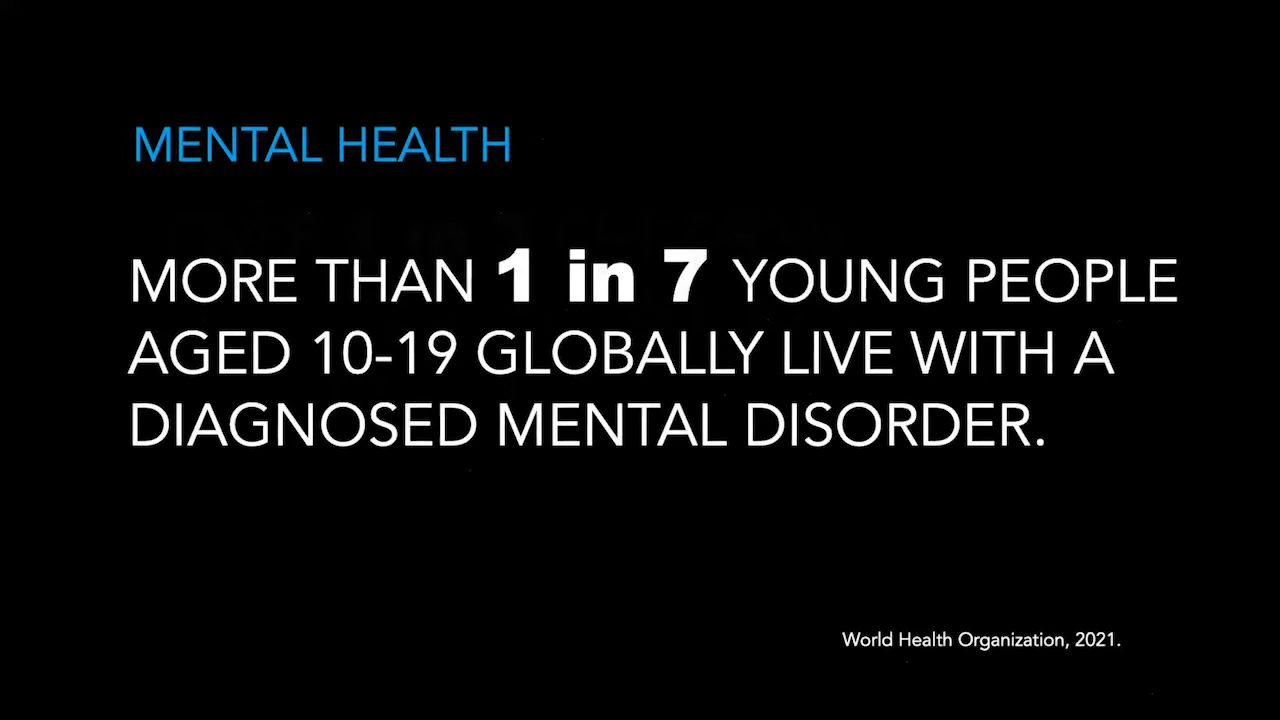 MENTAL HEALTH
MORE THAN 1 in 7 YOUNG PEOPLE
AGED 10-19 GLOBALLY LIVE WITH A
DIAGNOSED MENTAL DISORDER.
World Health Organization, 2021.